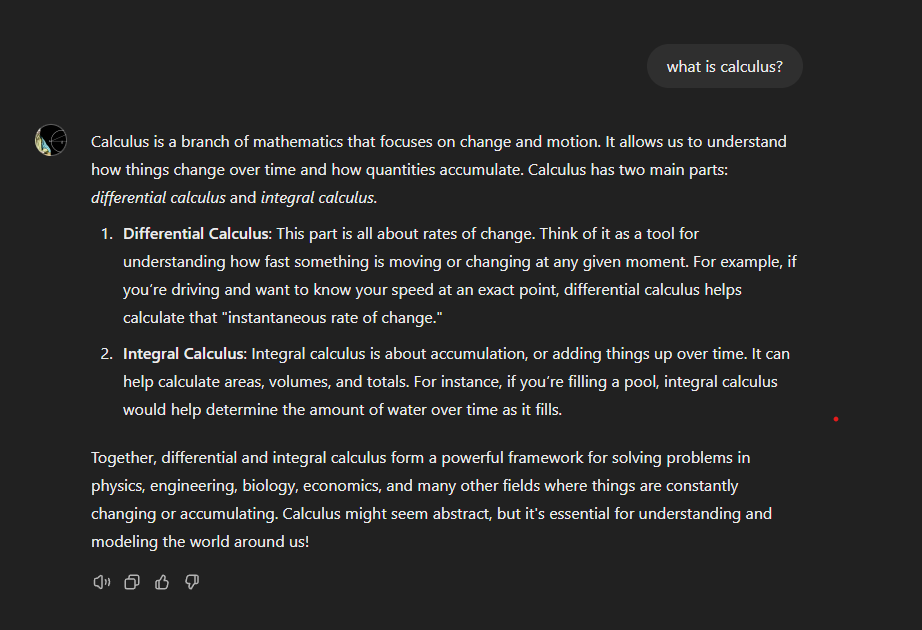 what is calculus?
Calculus is a branch of mathematics that focuses on change and motion. It allows us to understand
how things change over time and how quantities accumulate. Calculus has two main parts:
differential calculus and integral calculus.
1. Differential Calculus: This part is all about rates of change. Think of it as a tool for
understanding how fast something is moving or changing at any given moment. For example, if
you're driving and want to know your speed at an exact point, differential calculus helps
calculate that "instantaneous rate of change."
2. Integral Calculus: Integral calculus is about accumulation, or adding things up over time. It can
help calculate areas, volumes, and totals. For instance, if you're filling a pool, integral calculus
would help determine the amount of water over time as it fills.
Together, differential and integral calculus form a powerful framework for solving problems in
physics, engineering, biology, economics, and many other fields where things are constantly
changing or accumulating. Calculus might seem abstract, but it's essential for understanding and
modeling the world around us!